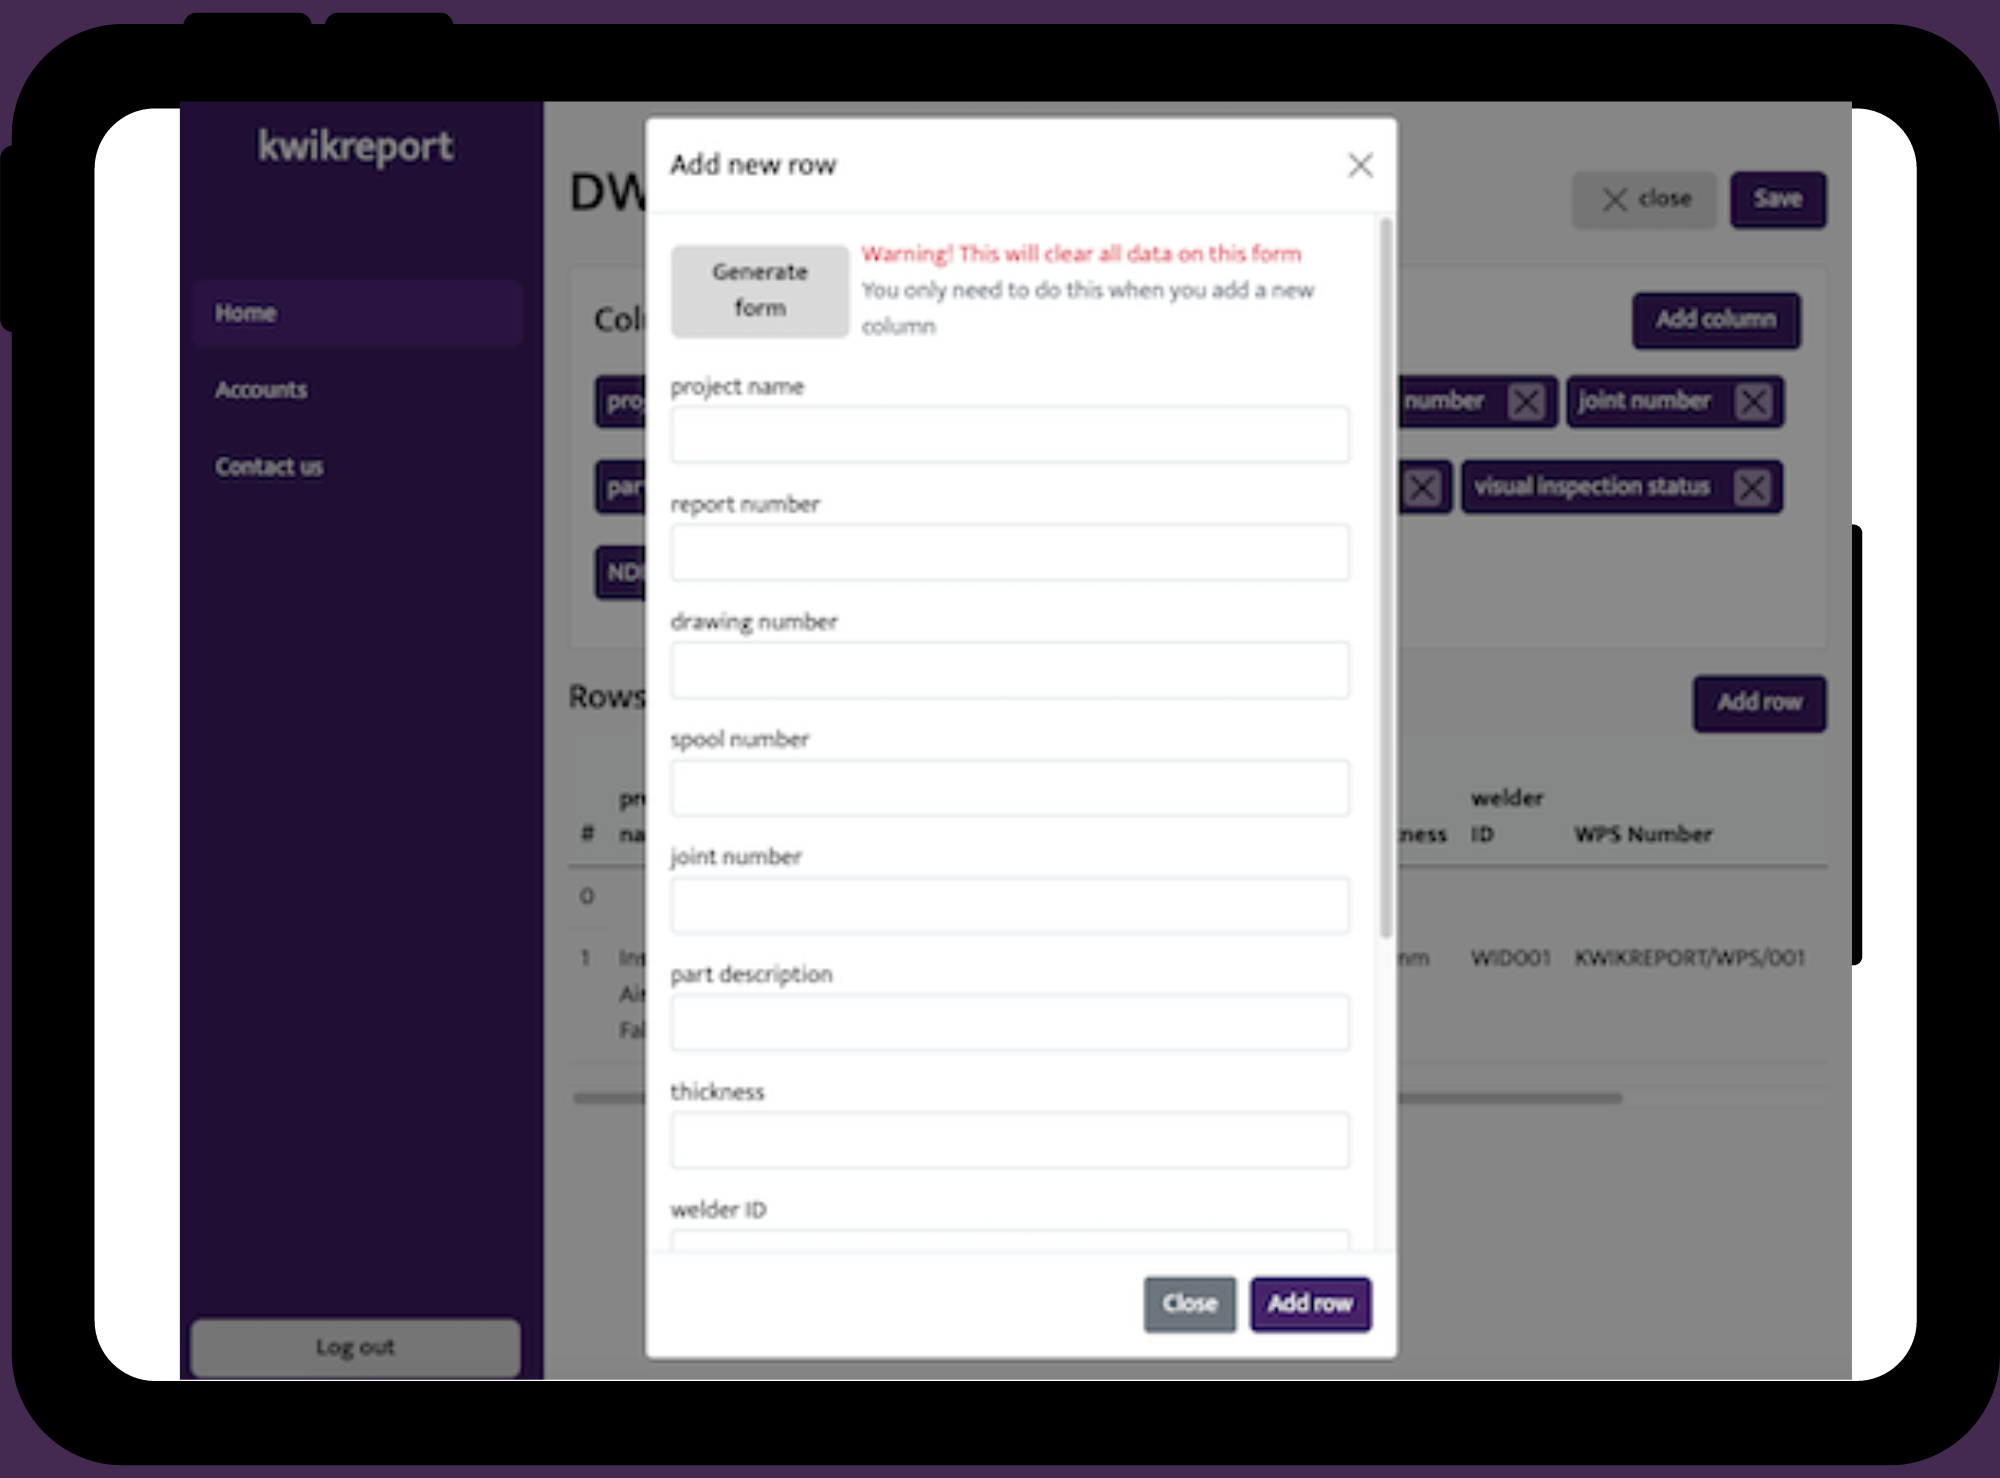 kwikreport
Home
Accounts
Contact us
Log out
Add new row
Generate
form
Warning! This will clear all data on this form
You only need to do this when you add a new
column
project name
report number
drawing number
spool number
joint number
part description
thickness
welder ID
Close
Add row
DW
close
Save
Col
Add column
pro
number
joint number
par
visual inspection status
ND
Rows
Add row
#
pr
na
ness
welder
ID
WPS Number
0
1
Ins
Air
Fal
nm
WID001
KWIKREPORT/WPS/001